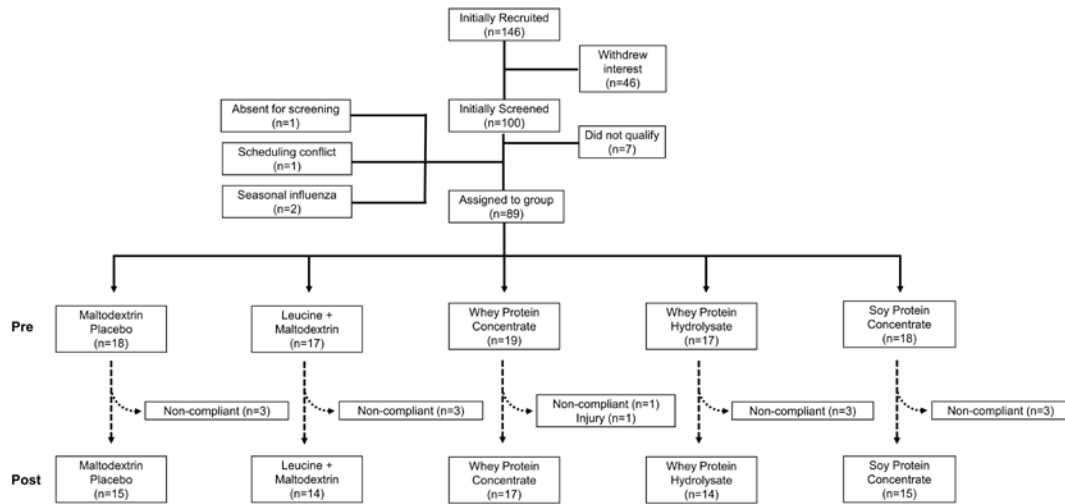 Initially Recruited
(n=146)
Withdrew
interest
(n=46)
Absent for screening
(n=1)
Initially Screened
(n=100)
Did not qualify
(n=7)
Scheduling conflict
(n=1)
Seasonal influenza
(n=2)
Assigned to group
(n=89)
Pre
Maltodextrin
Placebo
(n=18)
Leucine +
Maltodextrin
(n=17)
Whey Protein
Concentrate
(n=19)
Whey Protein
Hydrolysate
(n=17)
Soy Protein
Concentrate
(n=18)
Non-compliant (n=3)
Non-compliant (n=3)
Non-compliant (n=1)
Injury (n=1)
Non-compliant (n=3)
Non-compliant (n=3)
Post
Maltodextrin
Placebo
(n=15)
Leucine +
Maltodextrin
(n=14)
Whey Protein
Concentrate
(n=17)
Whey Protein
Hydrolysate
(n=14)
Soy Protein
Concentrate
(n=15)